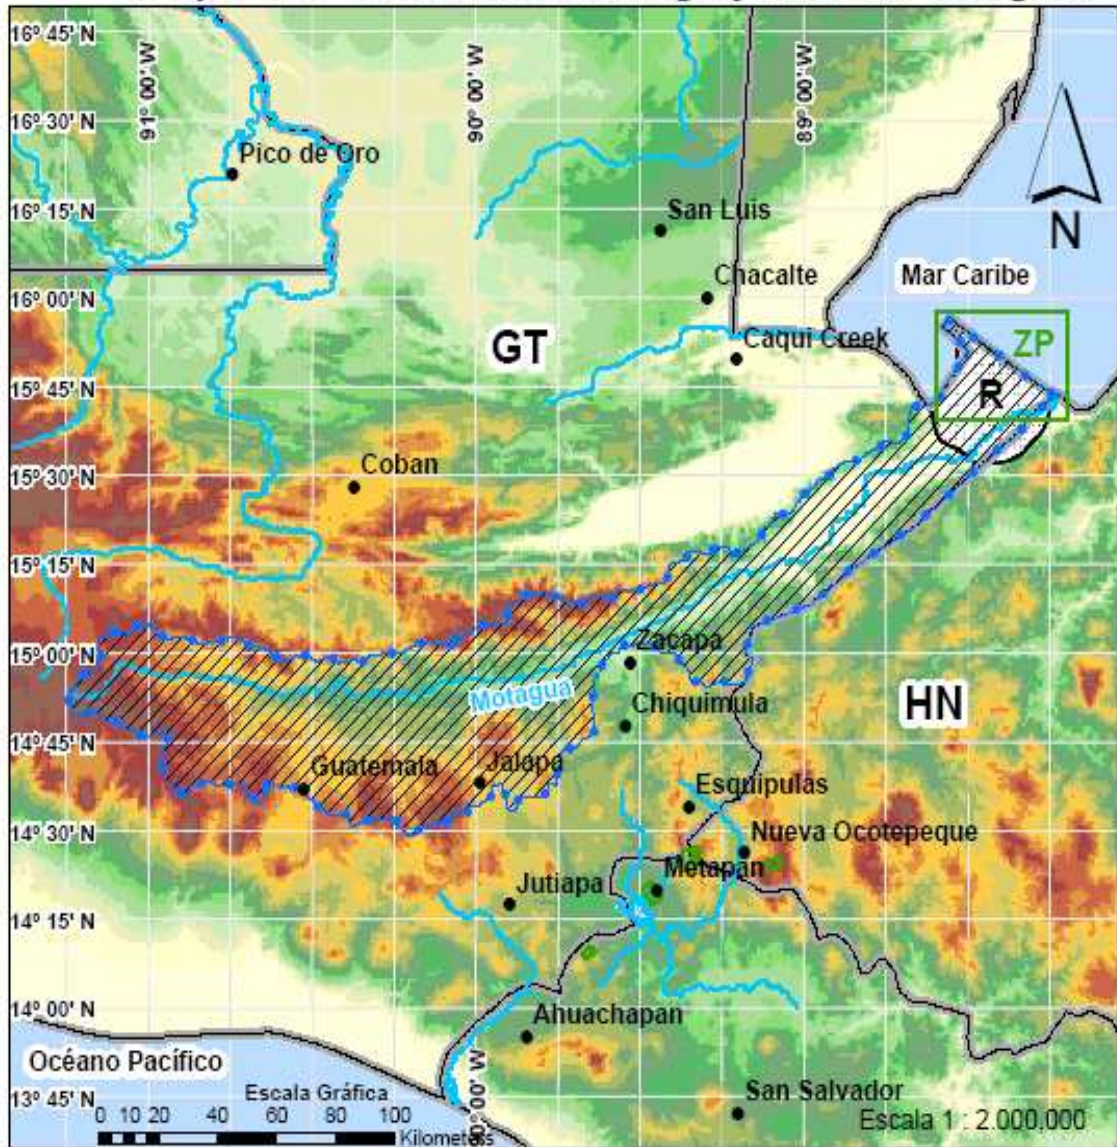 16º 45' N
91º 00' W
90º 00' W
89º 00' W
16º 30' N
Pico de Oro
16º 15' N
San Luis
N
Chacalte
Mar Caribe
16º 00' N
GT
Caqui Creek
ZP
15º 45' N
R
15º 30' N
Coban
15º 15' N
15º 00' N
Zacapa
Motagua
Chiquimula
HN
14º 45' N
Guatemala
Jalapa
Esquipulas
14º 30' N
Nueva Ocotepeque
Metapán
Jutiapa
14º 15' N
14º 00' N
Ahuachapan
Océano Pacífico
13º 45' N
Escala Gráfica
0 10 20 40 60 80 100
Kilometers
San Salvador
Escala 1 : 2.000.000